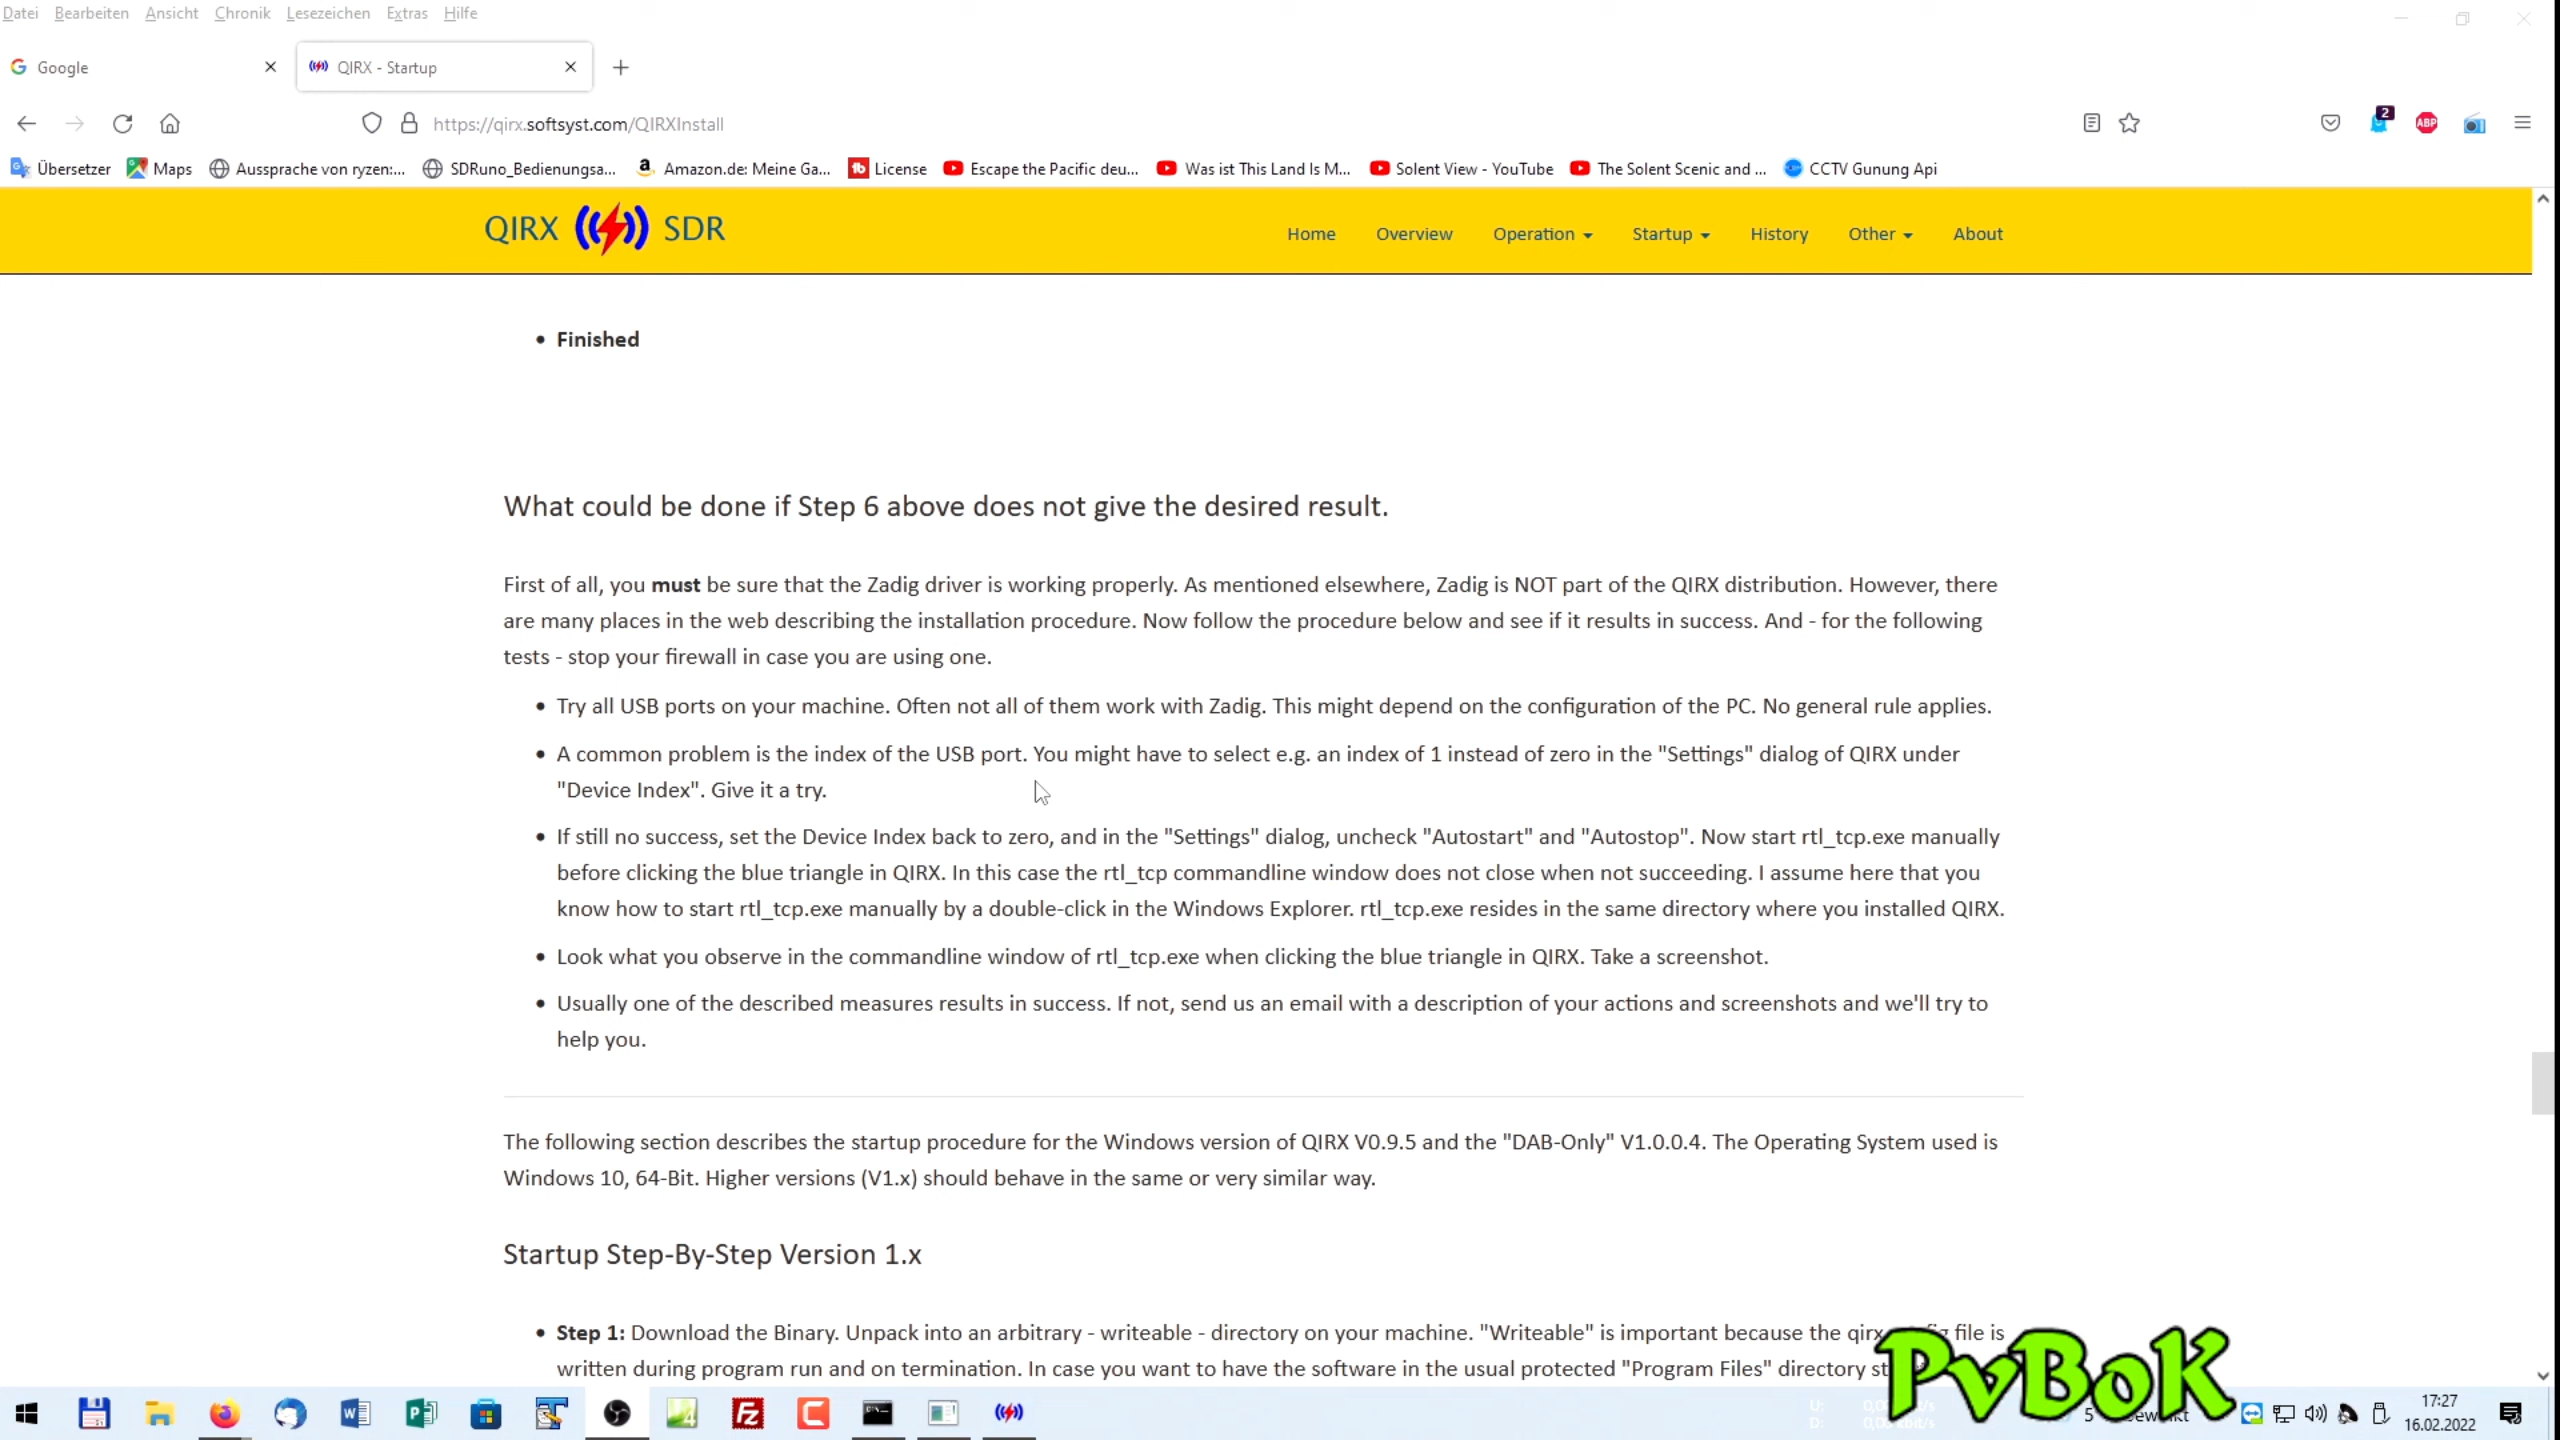 Datei Bearbeiten Ansicht Chronik Lesezeichen Extras Hilfe
Google
QIRX - Startup
https://qirx.softsyst.com/QIRXInstall
2
ABP
Übersetzer Maps Aussprache von ryzen:... SDRuno_Bedienungsa... Amazon.de: Meine Ga... License Escape the Pacific deu... Was ist This Land Is M... Solent View - YouTube The Solent Scenic and ... CCTV Gunung Api
QIRX SDR
Home Overview Operation Startup History Other About
• Finished
What could be done if Step 6 above does not give the desired result.
First of all, you must be sure that the Zadig driver is working properly. As mentioned elsewhere, Zadig is NOT part of the QIRX distribution. However, there
are many places in the web describing the installation procedure. Now follow the procedure below and see if it results in success. And - for the following
tests - stop your firewall in case you are using one.
• Try all USB ports on your machine. Often not all of them work with Zadig. This might depend on the configuration of the PC. No general rule applies.
• A common problem is the index of the USB port. You might have to select e.g. an index of 1 instead of zero in the "Settings" dialog of QIRX under
"Device Index". Give it a try.
• If still no success, set the Device Index back to zero, and in the "Settings" dialog, uncheck "Autostart" and "Autostop". Now start rtl_tcp.exe manually
before clicking the blue triangle in QIRX. In this case the rtl_tcp commandline window does not close when not succeeding. I assume here that you
know how to start rtl_tcp.exe manually by a double-click in the Windows Explorer. rtl_tcp.exe resides in the same directory where you installed QIRX.
• Look what you observe in the commandline window of rtl_tcp.exe when clicking the blue triangle in QIRX. Take a screenshot.
• Usually one of the described measures results in success. If not, send us an email with a description of your actions and screenshots and we'll try to
help you.
The following section describes the startup procedure for the Windows version of QIRX V0.9.5 and the "DAB-Only" V1.0.0.4. The Operating System used is
Windows 10, 64-Bit. Higher versions (V1.x) should behave in the same or very similar way.
Startup Step-By-Step Version 1.x
• Step 1: Download the Binary. Unpack into an arbitrary - writeable - directory on your machine. "Writeable" is important because the qirx file is
written during program run and on termination. In case you want to have the software in the usual protected "Program Files" directory
PvBoK
U:
D:
5
17:27
16.02.2022